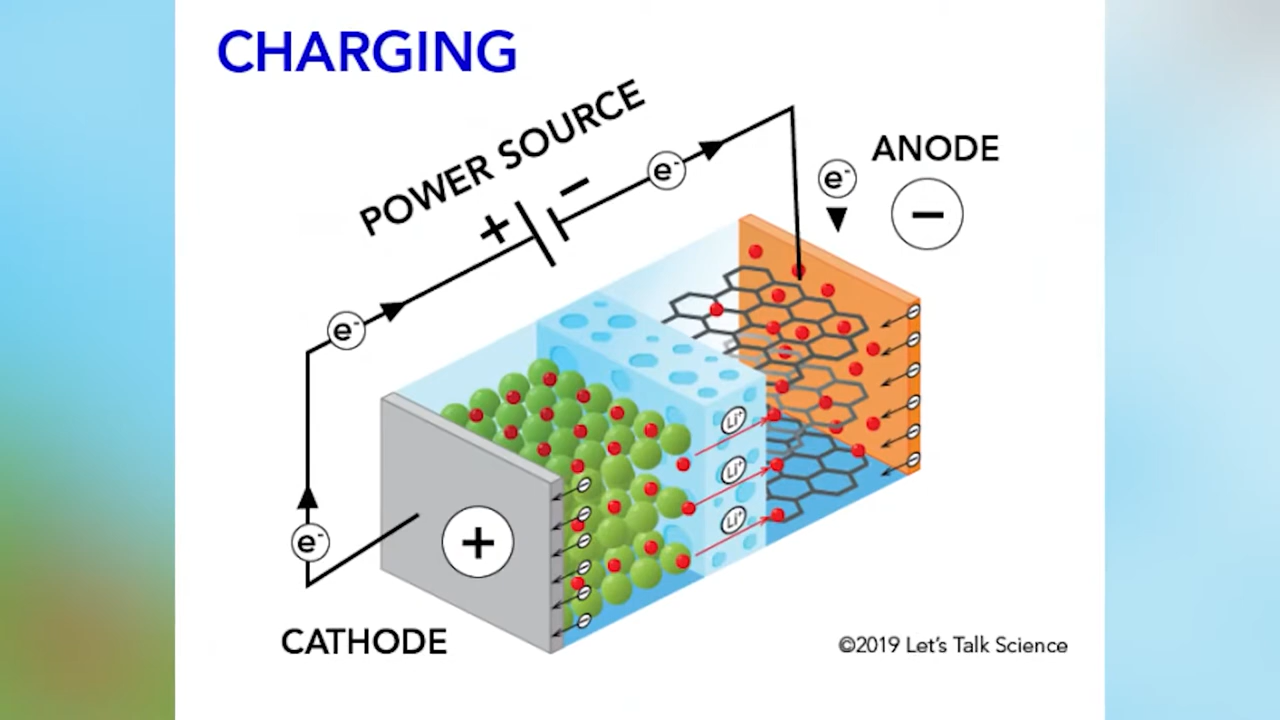 CHARGING
POWER SOURCE
+ −
e⁻
e⁻
ANODE
−
e⁻
e⁻
Li⁺
Li⁺
Li⁺
+
CATHODE
©2019 Let's Talk Science